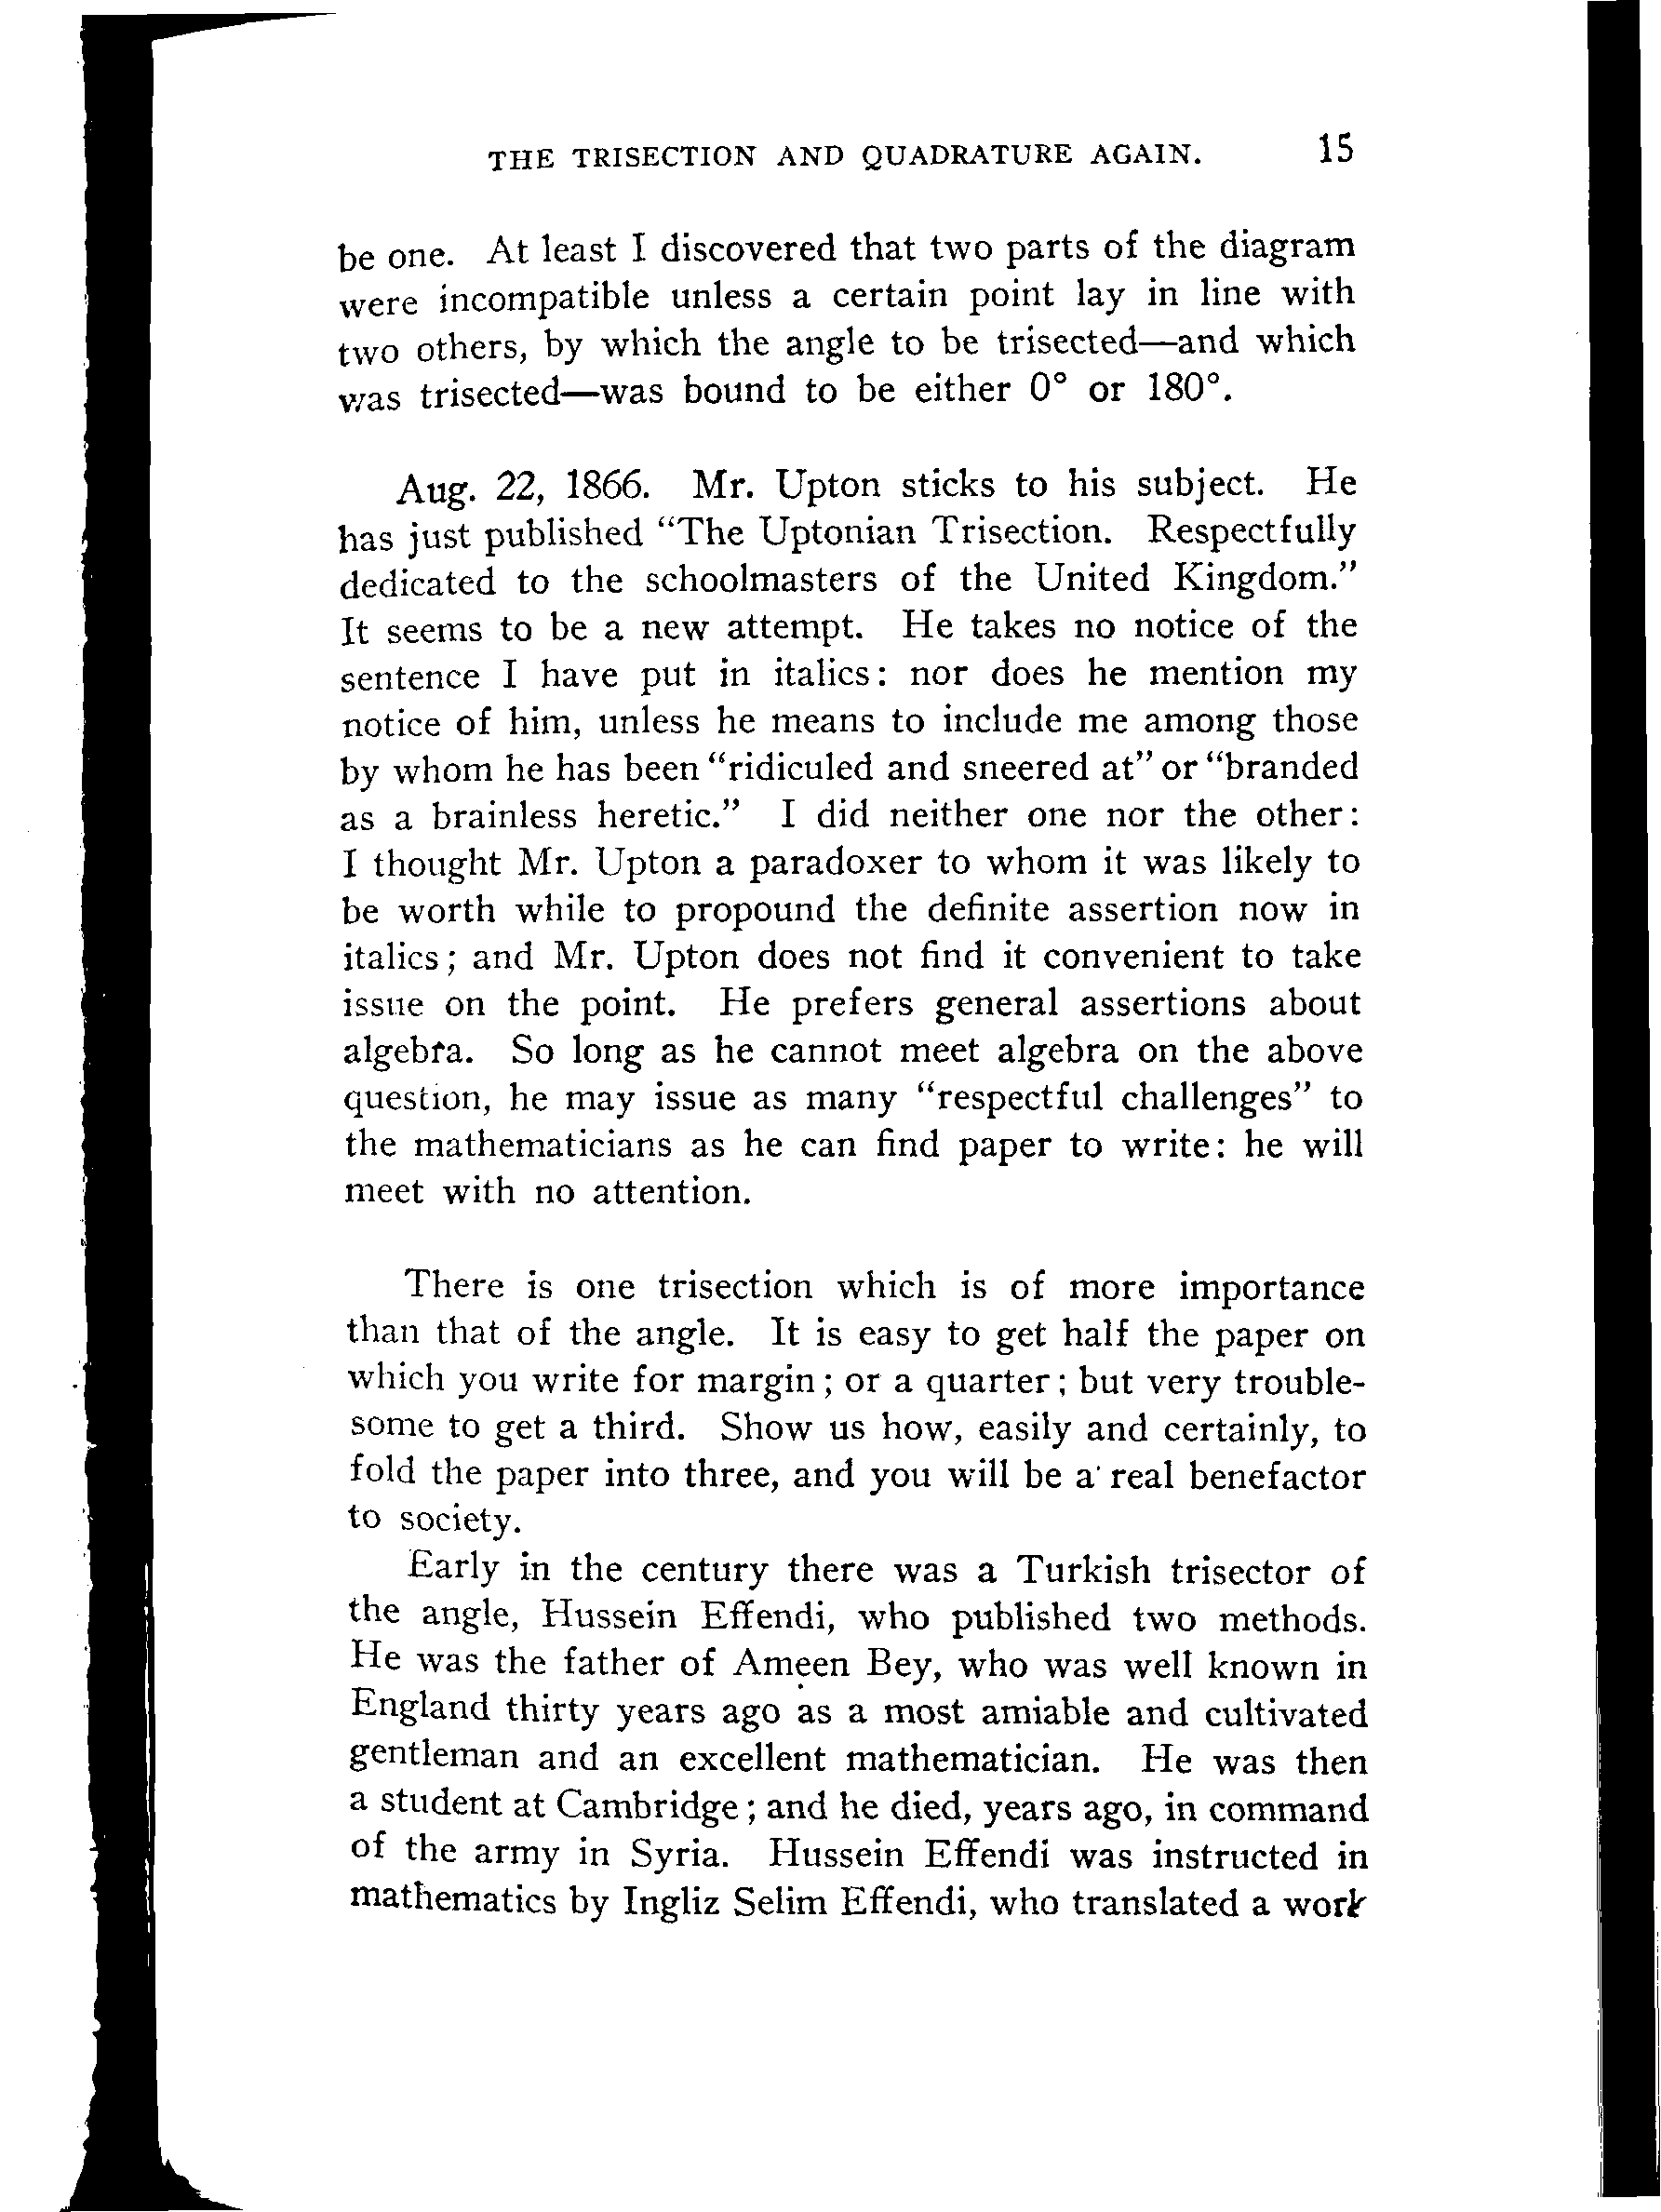 THE TRISECTION AND QUADRATURE AGAIN. 15
be one. At least I discovered that two parts of the diagram
were incompatible unless a certain point lay in line with
two others, by which the angle to be trisected—and which
was trisected—was bound to be either 0° or 180°.
Aug. 22, 1866. Mr. Upton sticks to his subject. He
has just published “The Uptonian Trisection. Respectfully
dedicated to the schoolmasters of the United Kingdom.”
It seems to be a new attempt. He takes no notice of the
sentence I have put in italics: nor does he mention my
notice of him, unless he means to include me among those
by whom he has been “ridiculed and sneered at” or “branded
as a brainless heretic.” I did neither one nor the other:
I thought Mr. Upton a paradoxer to whom it was likely to
be worth while to propound the definite assertion now in
italics; and Mr. Upton does not find it convenient to take
issue on the point. He prefers general assertions about
algebra. So long as he cannot meet algebra on the above
question, he may issue as many “respectful challenges” to
the mathematicians as he can find paper to write: he will
meet with no attention.
There is one trisection which is of more importance
than that of the angle. It is easy to get half the paper on
which you write for margin; or a quarter; but very trouble-
some to get a third. Show us how, easily and certainly, to
fold the paper into three, and you will be a real benefactor
to society.
Early in the century there was a Turkish trisector of
the angle, Hussein Effendi, who published two methods.
He was the father of Ameen Bey, who was well known in
England thirty years ago as a most amiable and cultivated
gentleman and an excellent mathematician. He was then
a student at Cambridge; and he died, years ago, in command
of the army in Syria. Hussein Effendi was instructed in
mathematics by Ingliz Selim Effendi, who translated a work